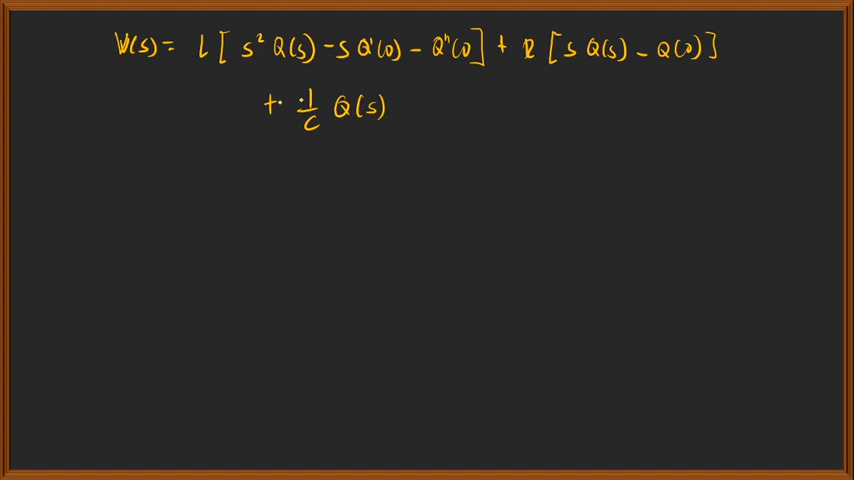 V(s) = L [ s² Q(s) - s Q'(0) - Q''(0) ] + R [ s Q(s) - Q(0) ]
+ 1/C Q(s)